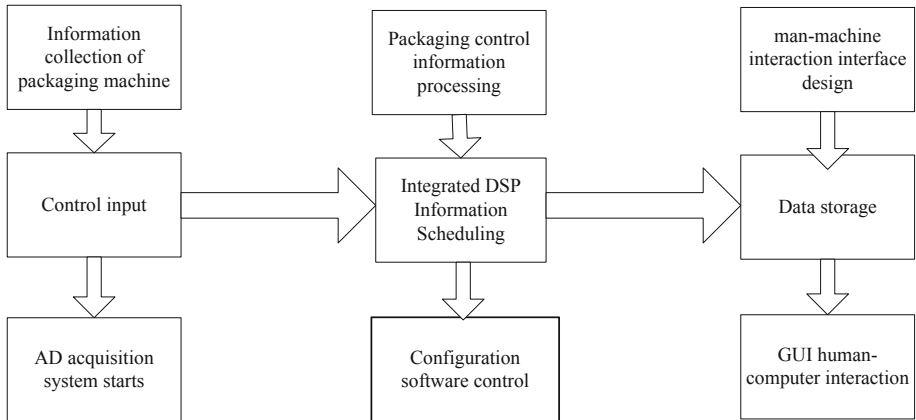 Information
collection of
packaging machine
Packaging control
information
processing
man-machine
interaction interface
design
Control input
Integrated DSP
Information
Scheduling
Data storage
AD acquisition
system starts
Configuration
software control
GUI human-
computer interaction